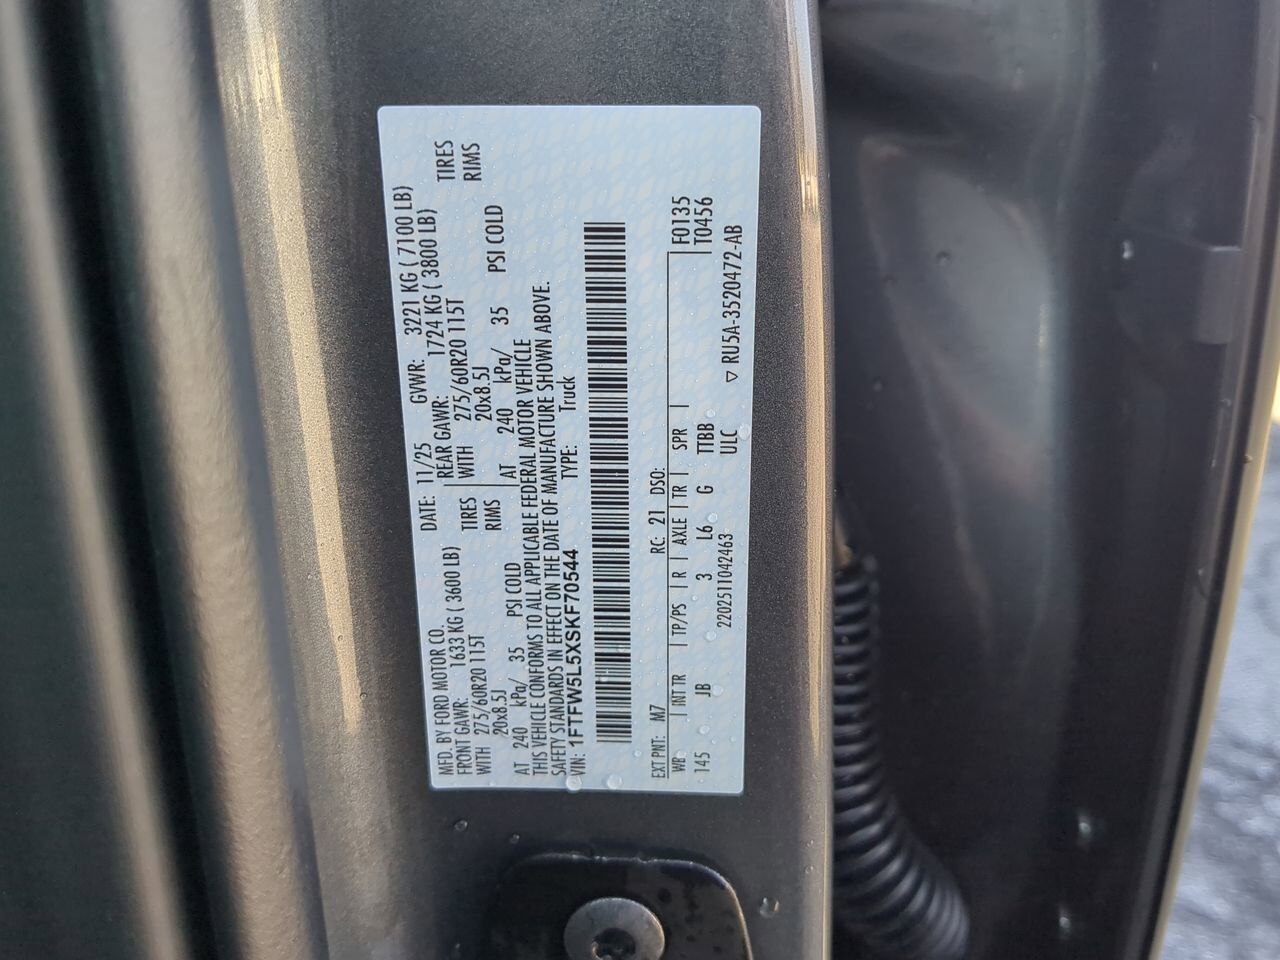 MFD. BY FORD MOTOR CO. DATE: 11/25 GVWR: 3221 KG ( 7100 LB)
FRONT GAWR: 1633 KG ( 3600 LB) REAR GAWR: 1724 KG ( 3800 LB)
WITH 275/60R20 115T TIRES WITH 275/60R20 115T TIRES
20x8.5J RIMS 20x8.5J RIMS
AT 240 kPa/ 35 PSI COLD AT 240 kPa/ 35 PSI COLD
THIS VEHICLE CONFORMS TO ALL APPLICABLE FEDERAL MOTOR VEHICLE
SAFETY STANDARDS IN EFFECT ON THE DATE OF MANUFACTURE SHOWN ABOVE.
VIN: 1FTFW5L5XSKF70544 TYPE: Truck
EXT PNT: M7 RC: 21 DSO:
WB INT TR TP/PS R AXLE TR SPR F0135
145 JB 3 L6 G TTBB T0456
2202511042463 ULC ▽ RU5A-3520472-AB